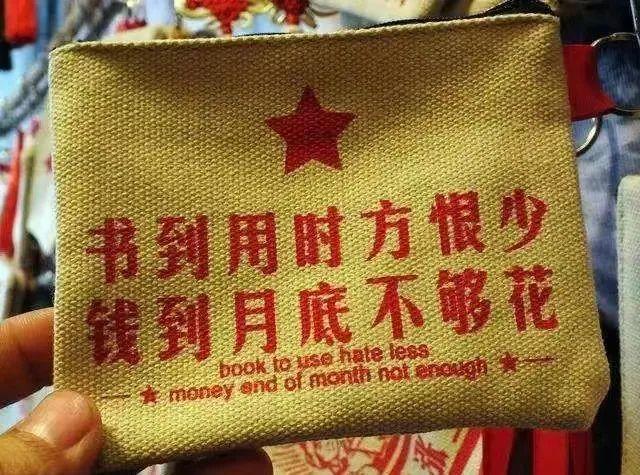 书到用时方恨少
钱到月底不够花
book to use hate less
money end of month not enough